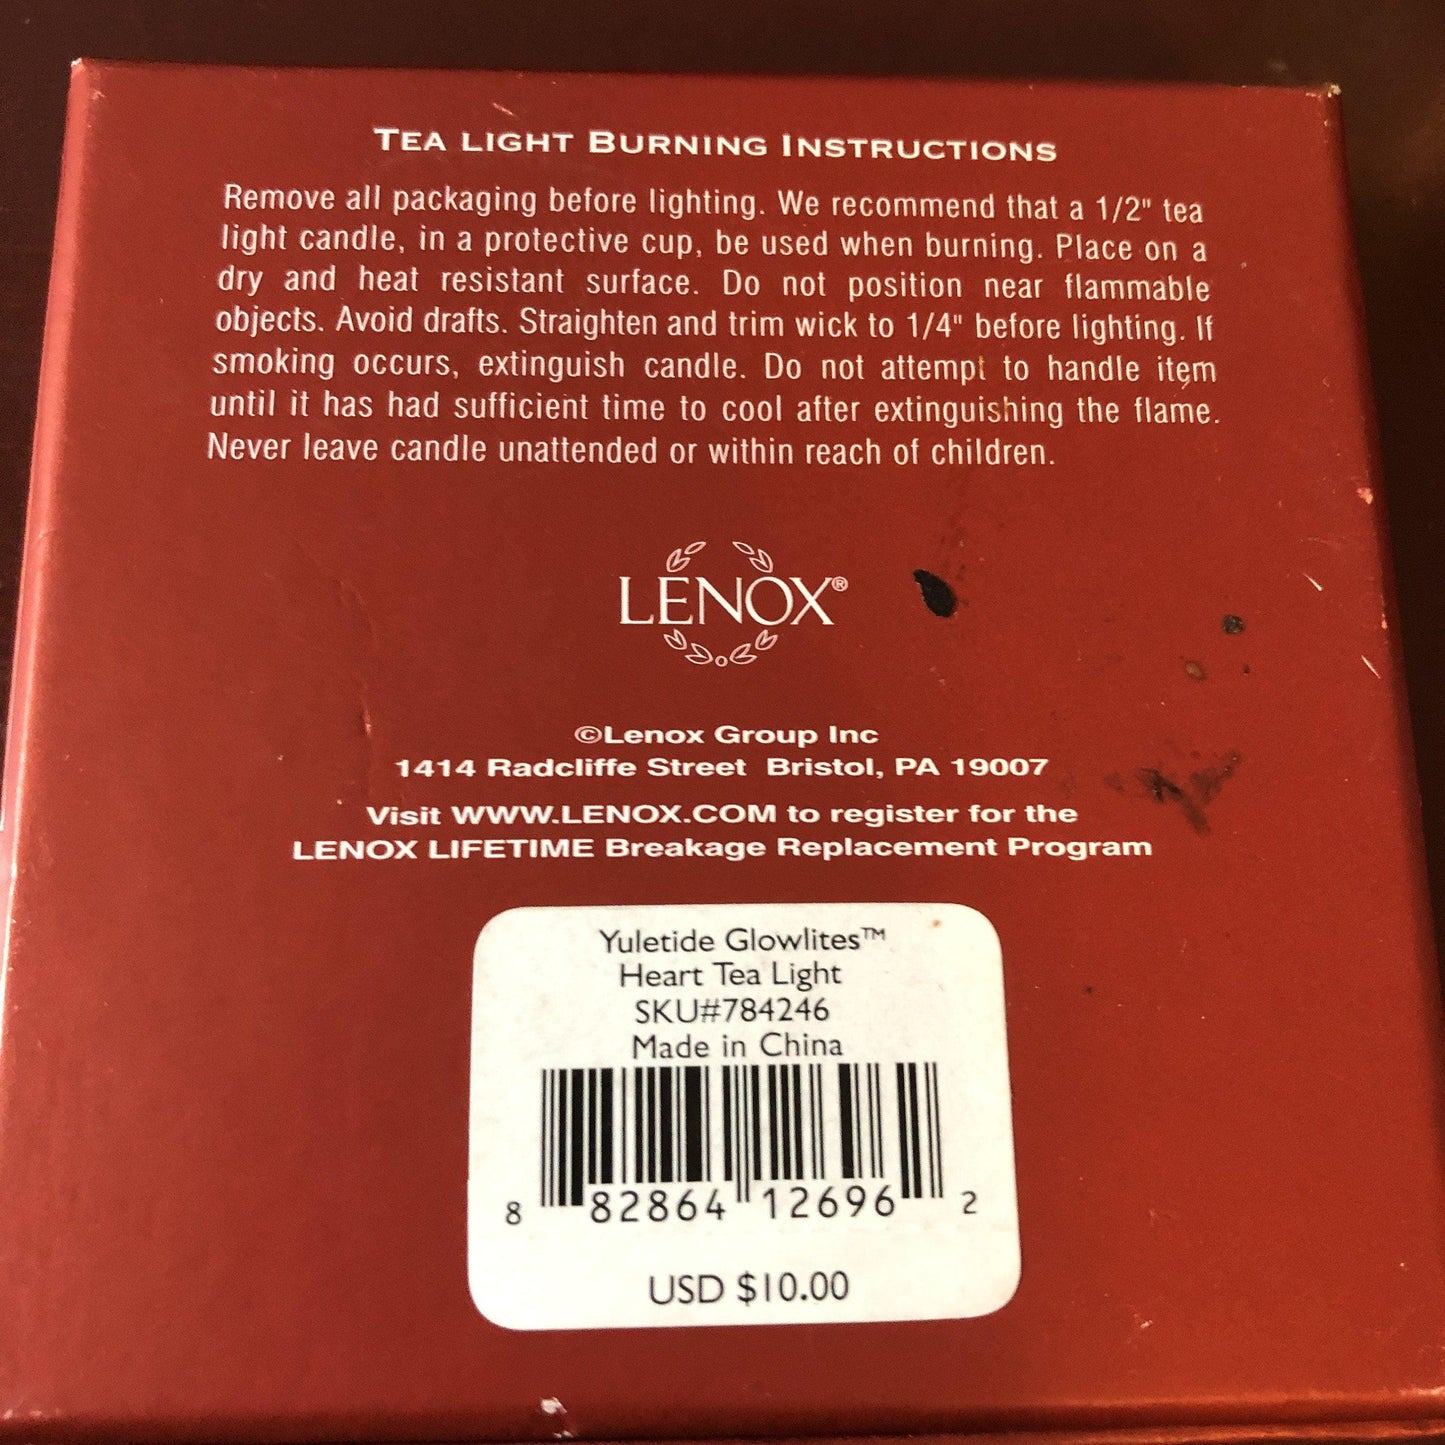 TEA LIGHT BURNING INSTRUCTIONS
Remove all packaging before lighting. We recommend that a 1/2" tea
light candle, in a protective cup, be used when burning. Place on a
dry and heat resistant surface. Do not position near flammable
objects. Avoid drafts. Straighten and trim wick to 1/4" before lighting. If
smoking occurs, extinguish candle. Do not attempt to handle item
until it has had sufficient time to cool after extinguishing the flame.
Never leave candle unattended or within reach of children.
LENOX®
©Lenox Group Inc
1414 Radcliffe Street Bristol, PA 19007
Visit WWW.LENOX.COM to register for the
LENOX LIFETIME Breakage Replacement Program
Yuletide Glowlites™
Heart Tea Light
SKU#784246
Made in China
8 82864 12696 2
USD $10.00